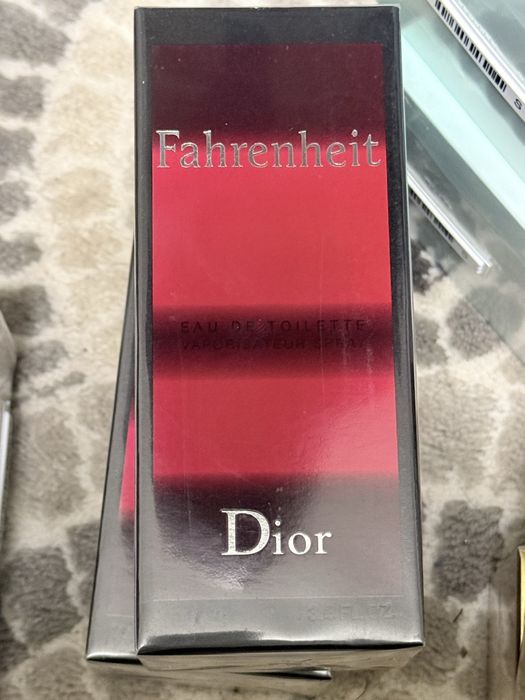 Fahrenheit
EAU DE TOILETTE
VAPORISATEUR SPRAY
Dior